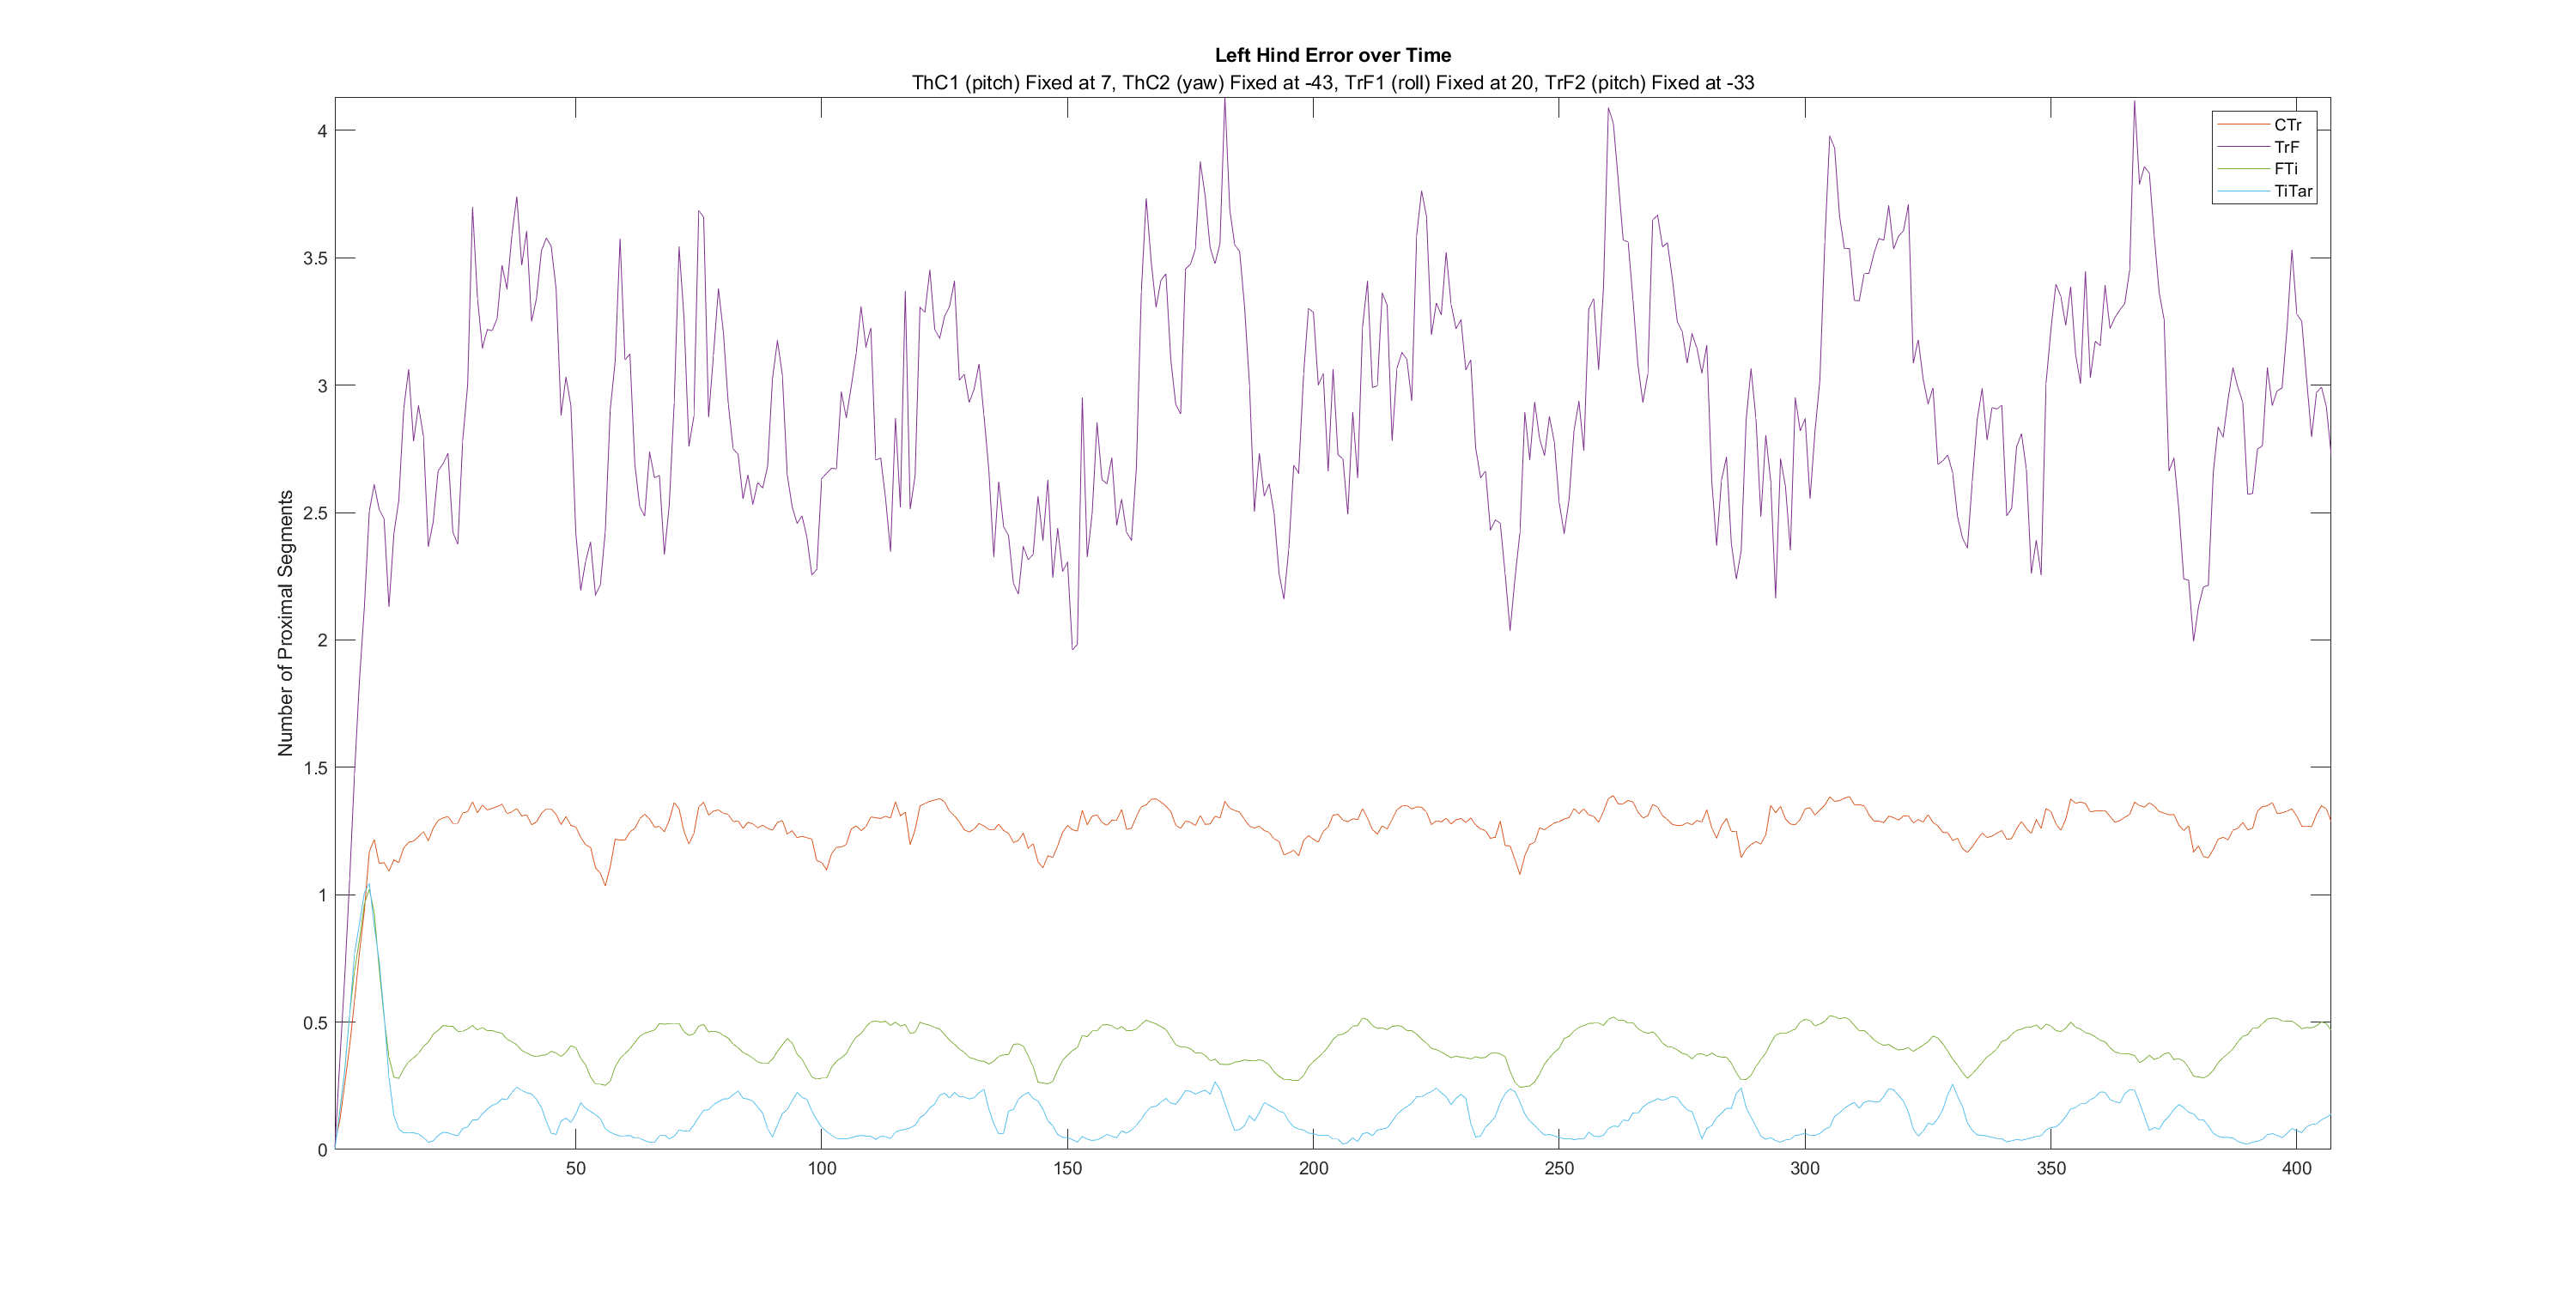 Left Hind Error over Time
ThC1 (pitch) Fixed at 7, ThC2 (yaw) Fixed at -43, TrF1 (roll) Fixed at 20, TrF2 (pitch) Fixed at -33
CTr
TrF
FTi
TiTar
Number of Proximal Segments
4
3.5
3
2.5
2
1.5
1
0.5
0
50 100 150 200 250 300 350 400